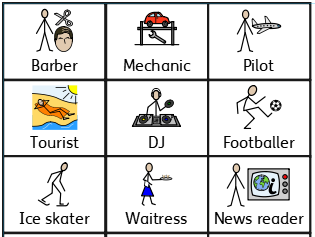 Barber
Mechanic
Pilot
Tourist
DJ
Footballer
Ice skater
Waitress
News reader